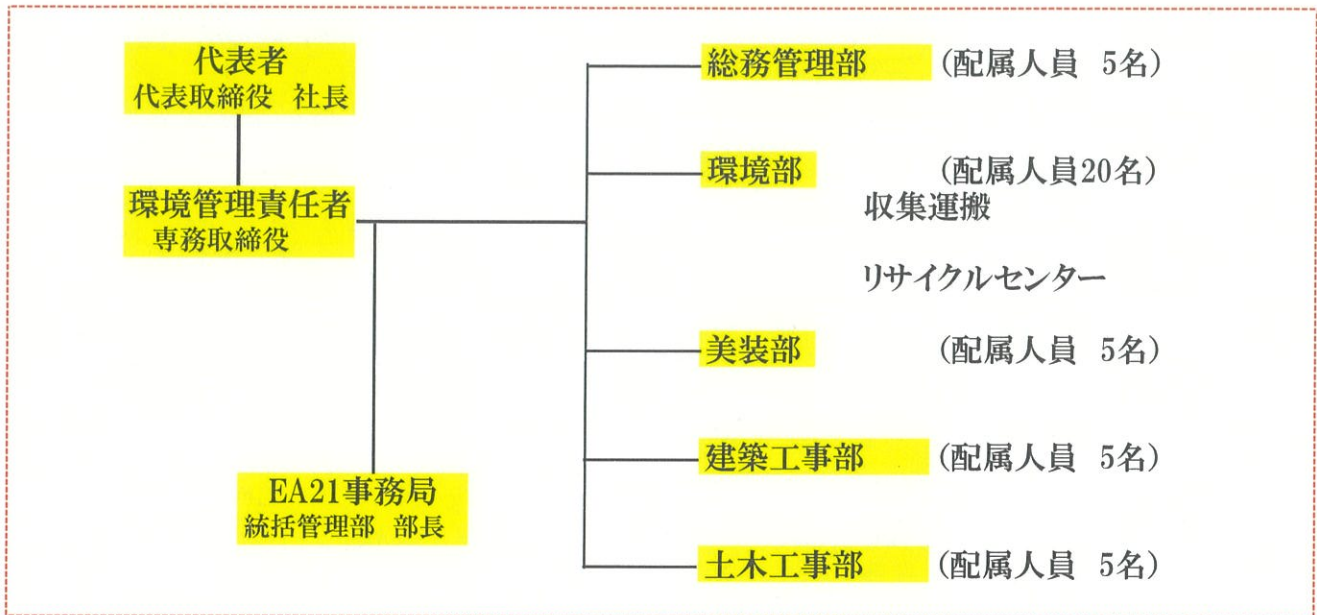 代表者
代表取締役 社長
環境管理責任者
専務取締役
EA21事務局
統括管理部 部長
総務管理部 (配属人員 5名)
環境部 (配属人員20名)
収集運搬
リサイクルセンター
美装部 (配属人員 5名)
建築工事部 (配属人員 5名)
土木工事部 (配属人員 5名)